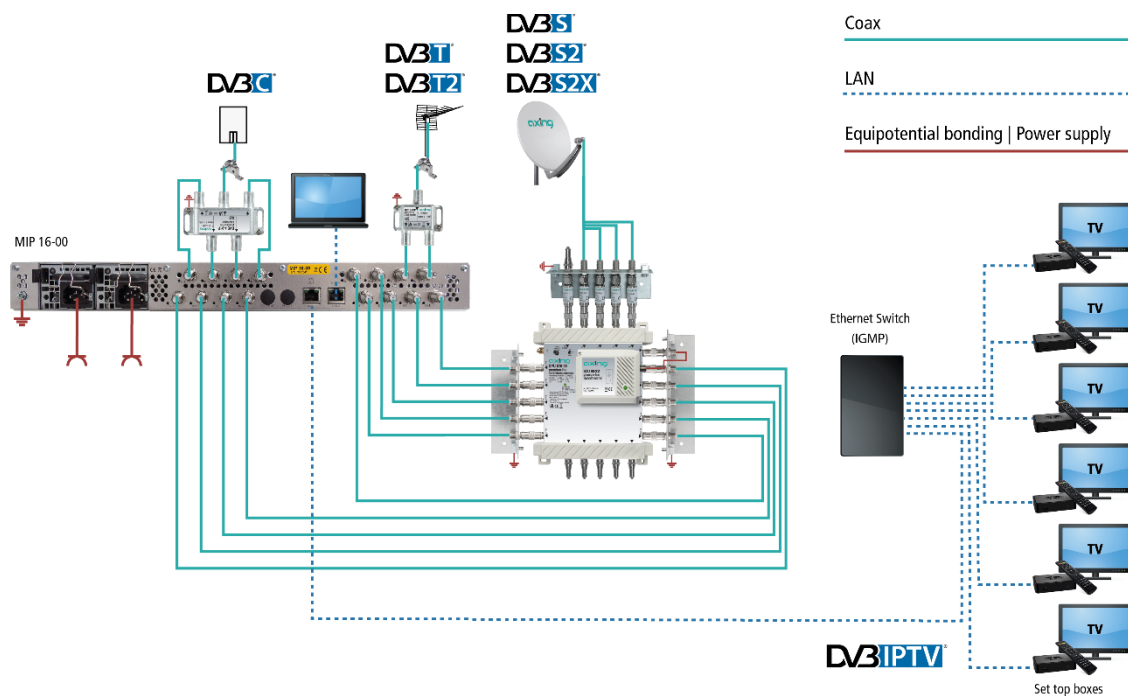 DVB S
DVB S2
DVB S2X
DVB T
DVB T2
DVB C
Coax
LAN
Equipotential bonding | Power supply
axing
MIP 16-00
axing
TV
TV
TV
TV
TV
TV
Ethernet Switch
(IGMP)
DVB IPTV
Set top boxes